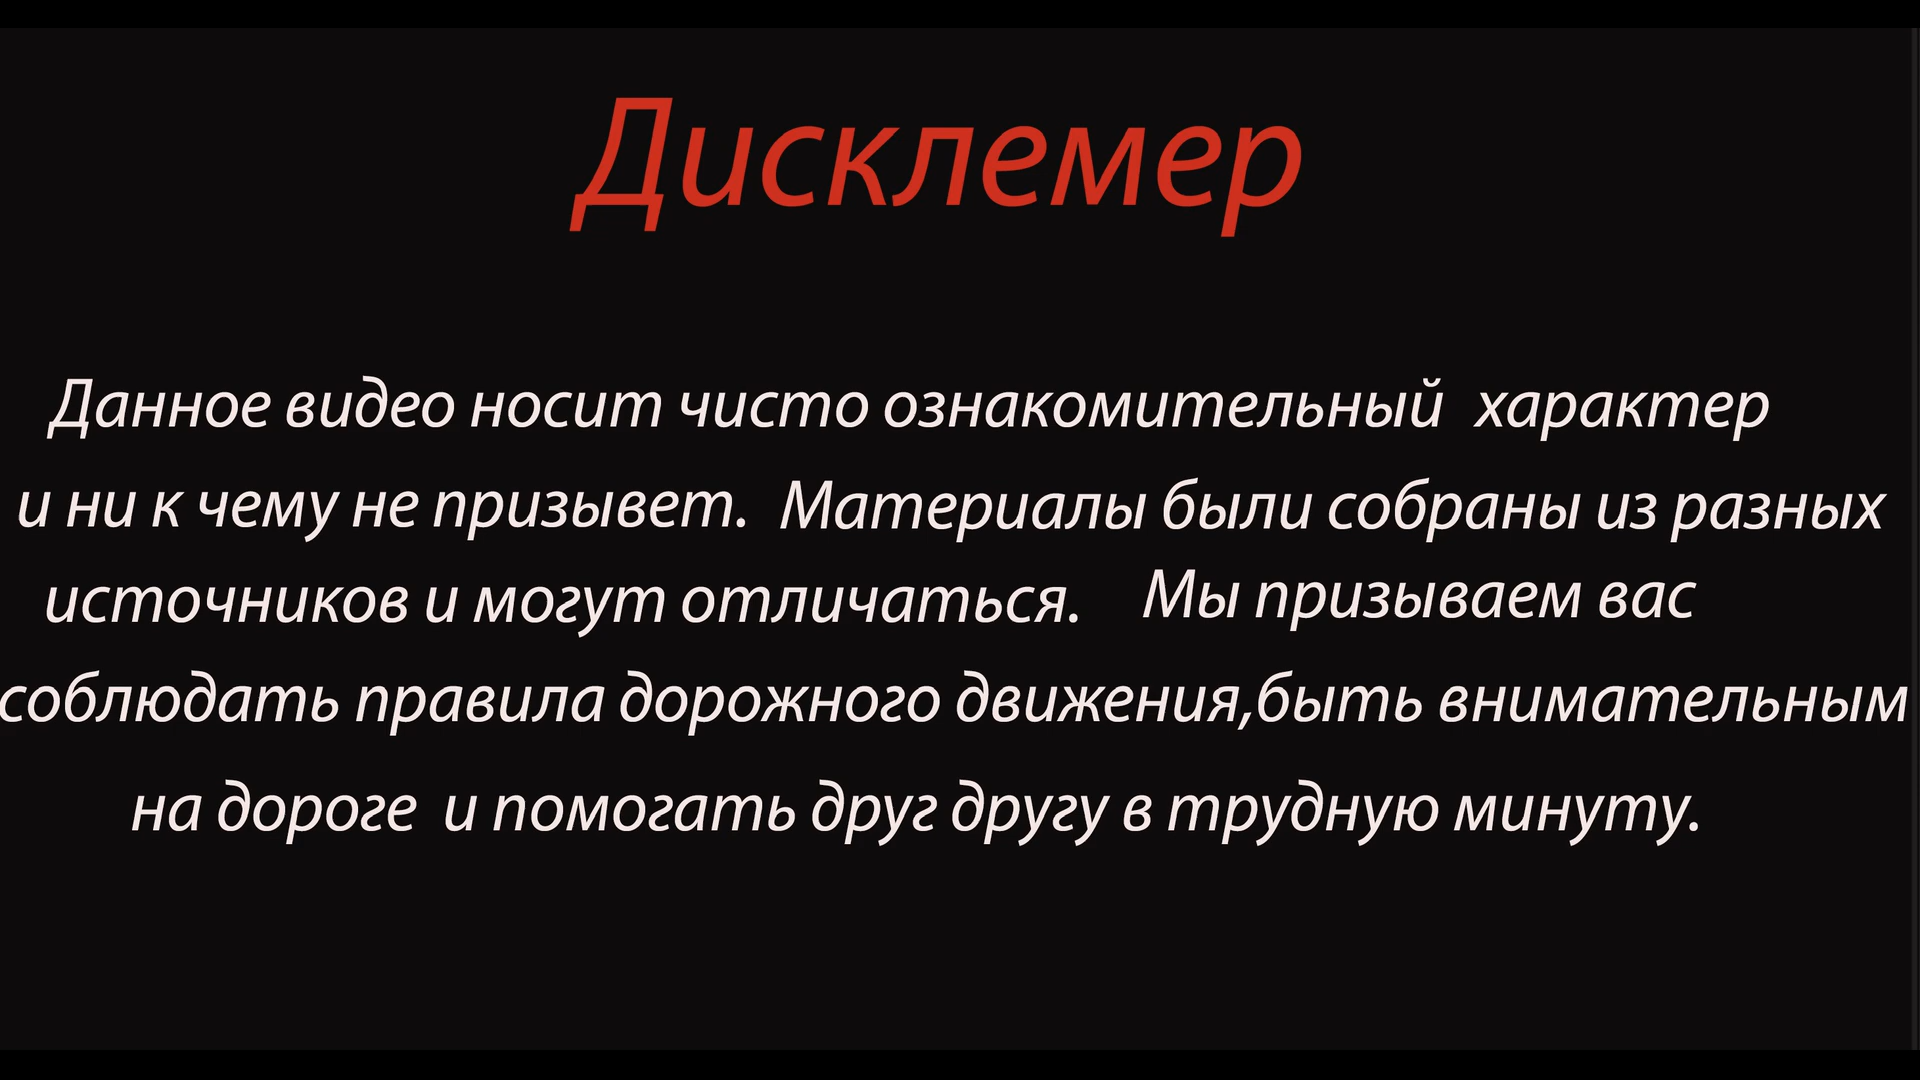 Дисклемер
Данное видео носит чисто ознакомительный характер
и ни к чему не призывет. Материалы были собраны из разных
источников и могут отличаться. Мы призываем вас
соблюдать правила дорожного движения,быть внимательным
на дороге и помогать друг другу в трудную минуту.